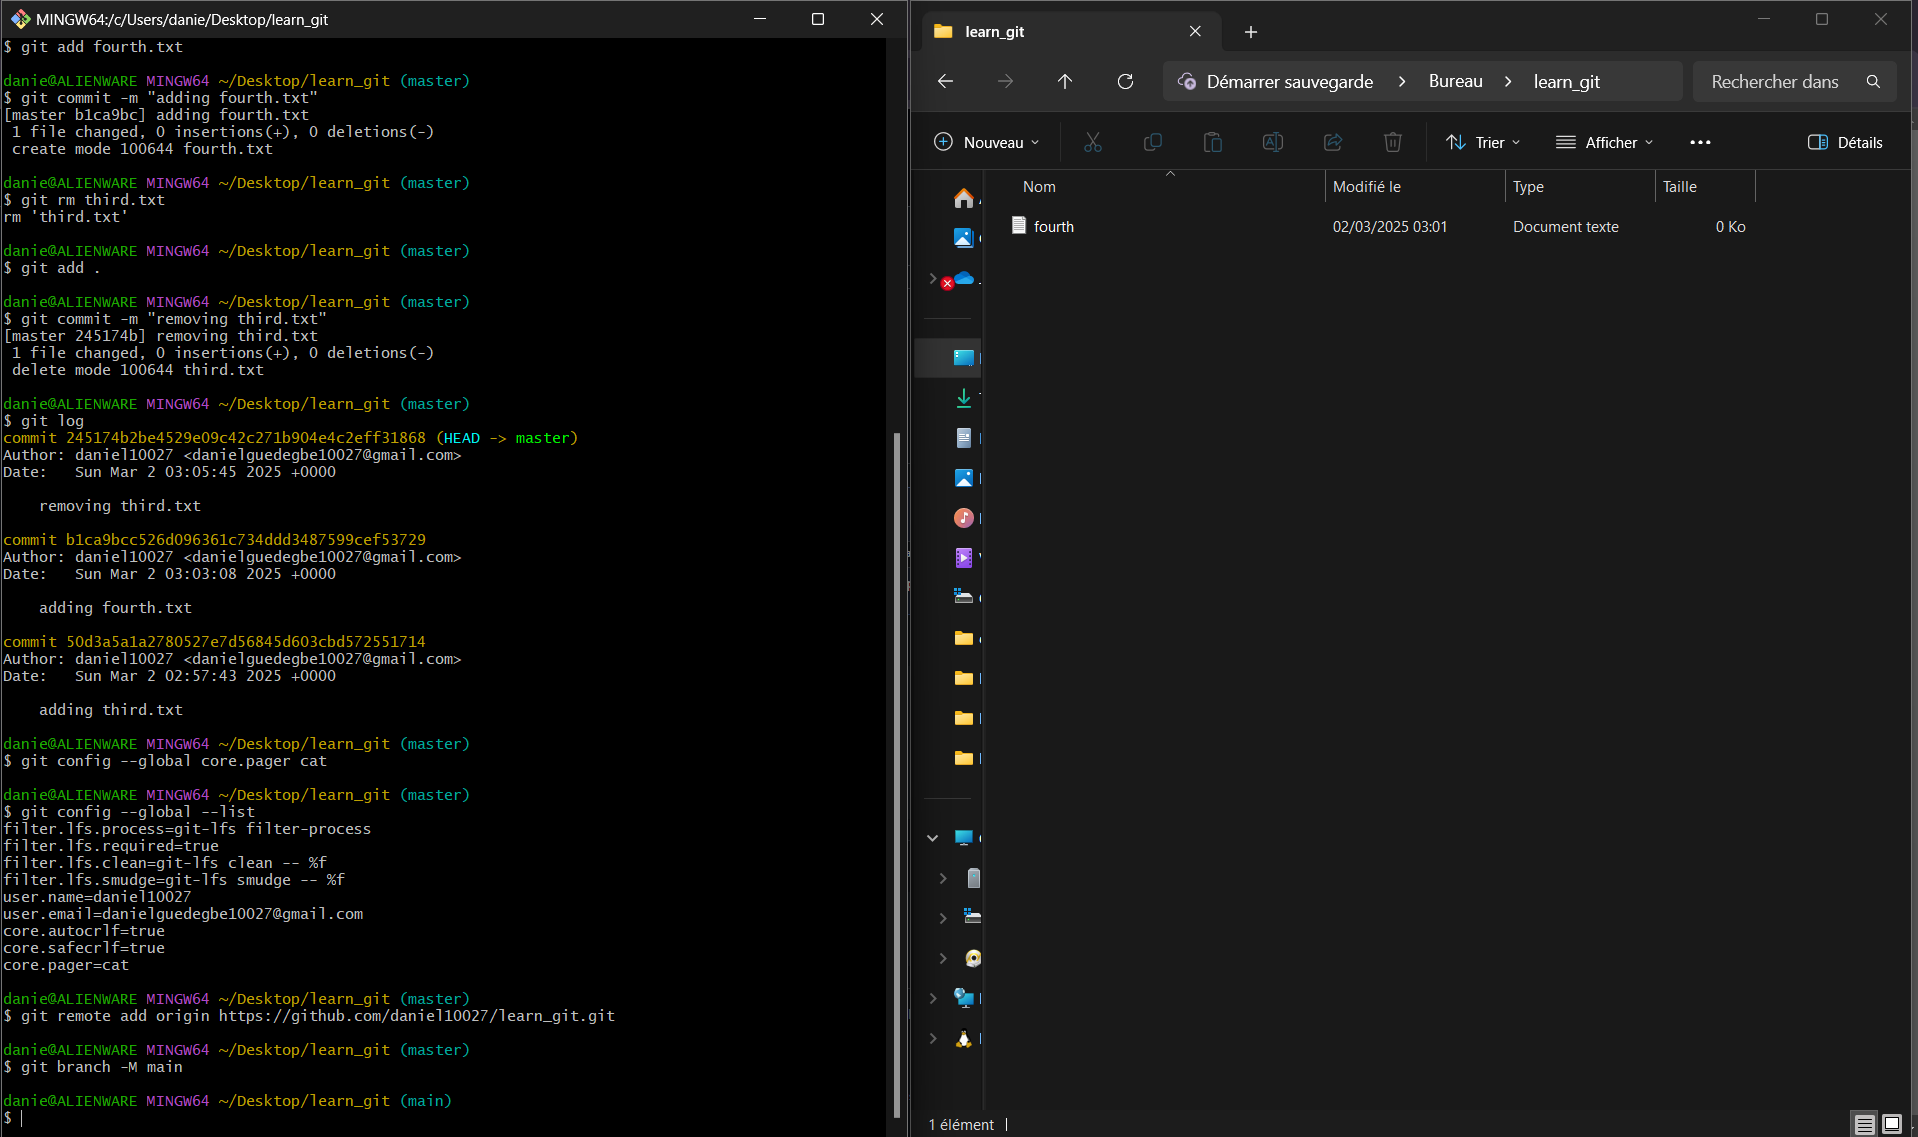 MINGW64:/c/Users/danie/Desktop/learn_git
$ git add fourth.txt
danie@ALIENWARE MINGW64 ~/Desktop/learn_git (master)
$ git commit -m "adding fourth.txt"
[master b1ca9bc] adding fourth.txt
1 file changed, 0 insertions(+), 0 deletions(-)
create mode 100644 fourth.txt
danie@ALIENWARE MINGW64 ~/Desktop/learn_git (master)
$ git rm third.txt
rm 'third.txt'
danie@ALIENWARE MINGW64 ~/Desktop/learn_git (master)
$ git add .
danie@ALIENWARE MINGW64 ~/Desktop/learn_git (master)
$ git commit -m "removing third.txt"
[master 245174b] removing third.txt
1 file changed, 0 insertions(+), 0 deletions(-)
delete mode 100644 third.txt
danie@ALIENWARE MINGW64 ~/Desktop/learn_git (master)
$ git log
commit 245174b2be4529e09c42c271b904e4c2eff31868 (HEAD -> master)
Author: daniel10027 <danielguedegbe10027@gmail.com>
Date:   Sun Mar 2 03:05:45 2025 +0000
removing third.txt
commit b1ca9bcc526d096361c734ddd3487599cef53729
Author: daniel10027 <danielguedegbe10027@gmail.com>
Date:   Sun Mar 2 03:03:08 2025 +0000
adding fourth.txt
commit 50d3a5a1a2780527e7d56845d603cbd572551714
Author: daniel10027 <danielguedegbe10027@gmail.com>
Date:   Sun Mar 2 02:57:43 2025 +0000
adding third.txt
danie@ALIENWARE MINGW64 ~/Desktop/learn_git (master)
$ git config --global core.pager cat
danie@ALIENWARE MINGW64 ~/Desktop/learn_git (master)
$ git config --global --list
filter.lfs.process=git-lfs filter-process
filter.lfs.required=true
filter.lfs.clean=git-lfs clean -- %f
filter.lfs.smudge=git-lfs smudge -- %f
user.name=daniel10027
user.email=danielguedegbe10027@gmail.com
core.autocrlf=true
core.safecrlf=true
core.pager=cat
danie@ALIENWARE MINGW64 ~/Desktop/learn_git (master)
$ git remote add origin https://github.com/daniel10027/learn_git.git
danie@ALIENWARE MINGW64 ~/Desktop/learn_git (master)
$ git branch -M main
danie@ALIENWARE MINGW64 ~/Desktop/learn_git (main)
$
learn_git
Démarrer sauvegarde > Bureau > learn_git
Rechercher dans
Nouveau
Trier
Afficher
Détails
Nom Modifié le Type Taille
fourth 02/03/2025 03:01 Document texte 0 Ko
1 élément